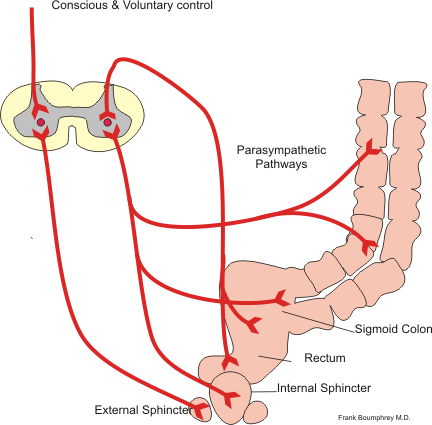 Conscious & Voluntary control
Parasympathetic
Pathways
Sigmoid Colon
Rectum
Internal Sphincter
External Sphincter
Frank Boumphrey M.D.